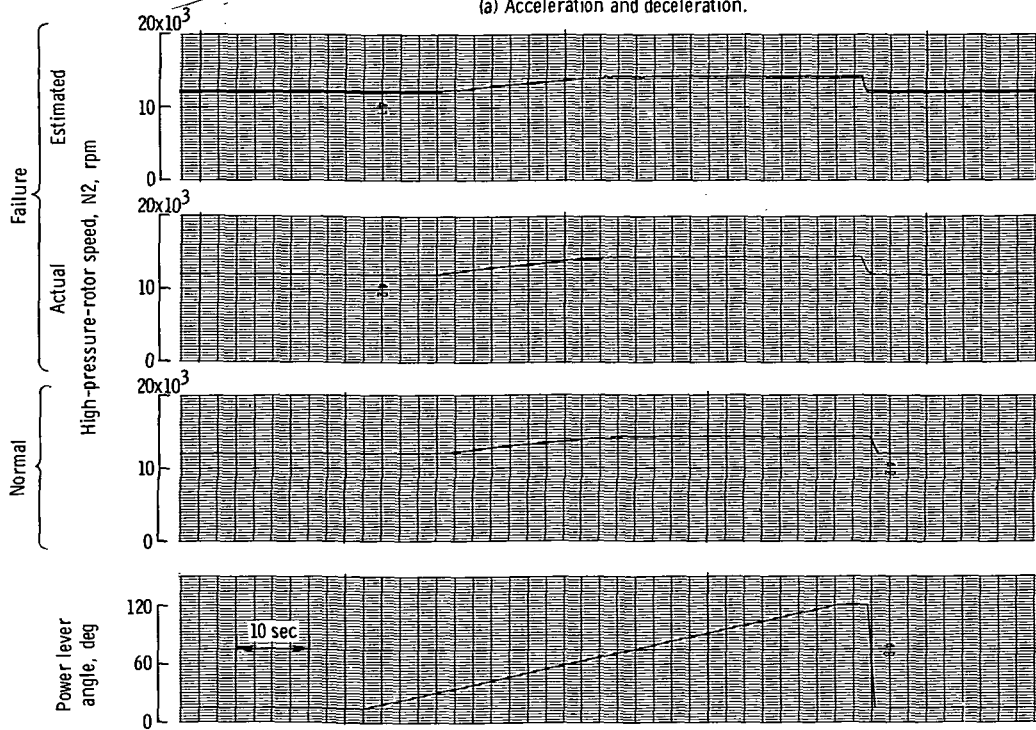 (a) Acceleration and deceleration.
Failure
Estimated
Actual
Normal
High-pressure-rotor speed, N2, rpm
20x10³
10
0
20x10³
10
0
20x10³
10
0
Power lever
angle, deg
120
60
0
10 sec